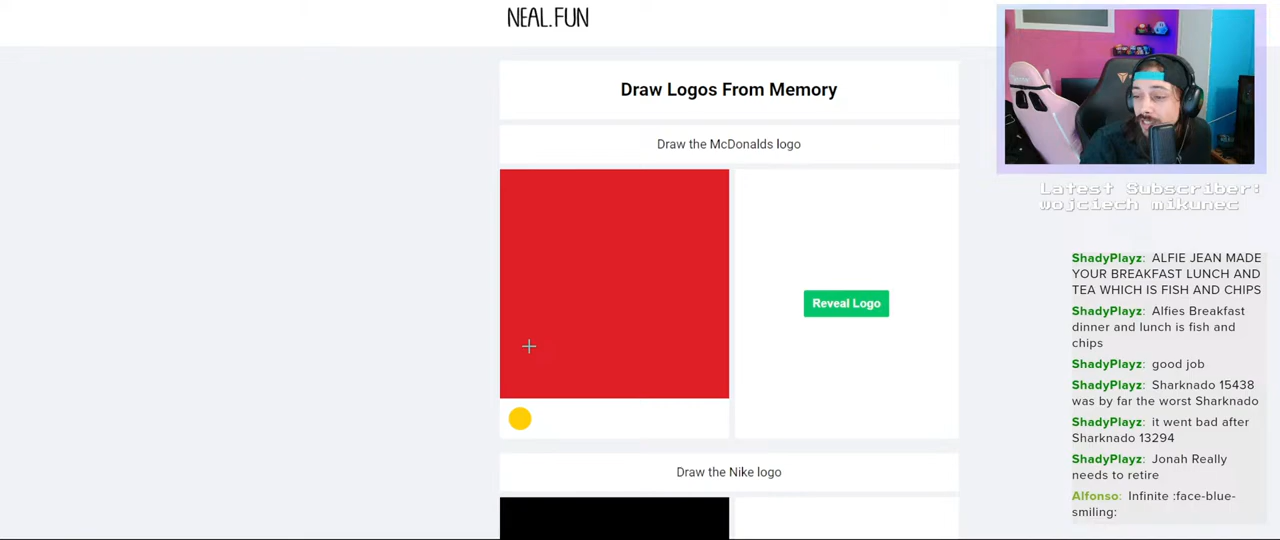 NEAL.FUN
Draw Logos From Memory
Draw the McDonalds logo
Reveal Logo
Draw the Nike logo
Latest Subscriber:
wojciech mikunec
ShadyPlayz: ALFIE JEAN MADE
YOUR BREAKFAST LUNCH AND
TEA WHICH IS FISH AND CHIPS
ShadyPlayz: Alfies Breakfast
dinner and lunch is fish and
chips
ShadyPlayz: good job
ShadyPlayz: Sharknado 15438
was by far the worst Sharknado
ShadyPlayz: it went bad after
Sharknado 13294
ShadyPlayz: Jonah Really
needs to retire
Alfonso: Infinite :face-blue-
smiling: